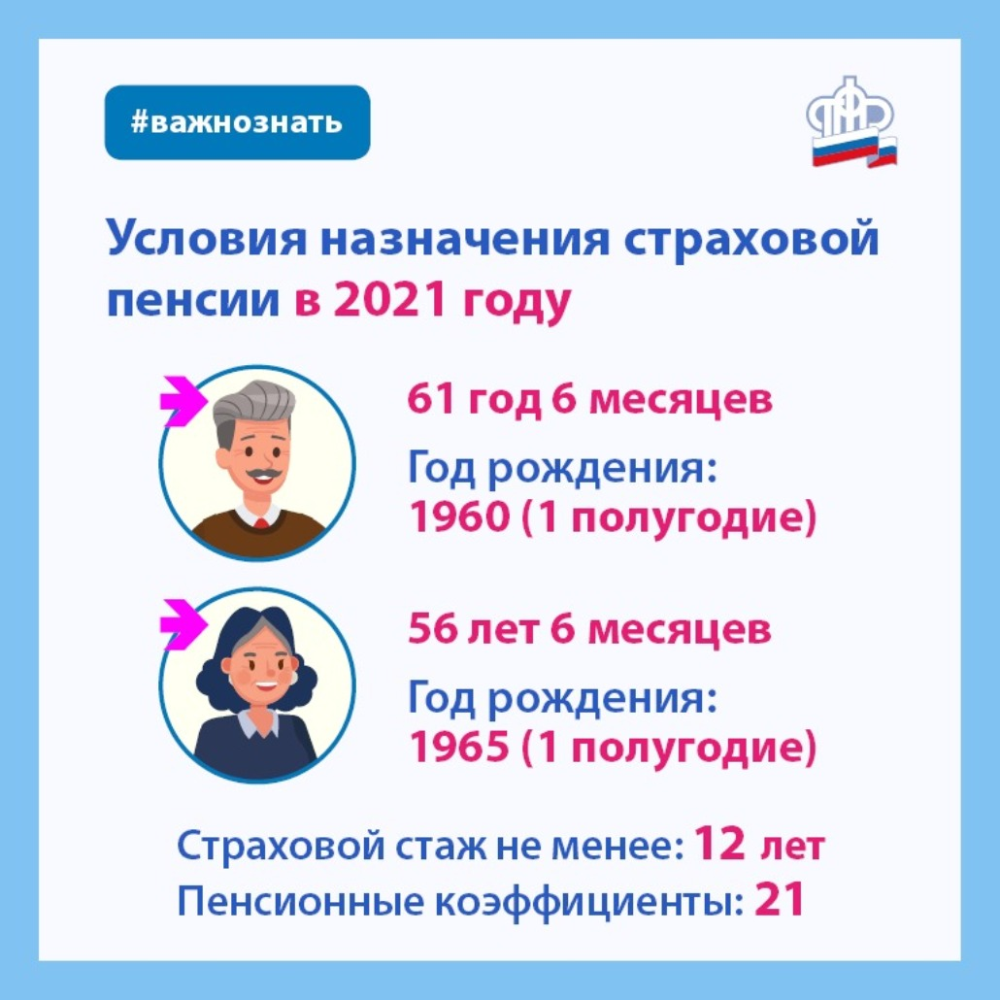 #важнознать
Условия назначения страховой
пенсии в 2021 году
61 год 6 месяцев
Год рождения:
1960 (1 полугодие)
56 лет 6 месяцев
Год рождения:
1965 (1 полугодие)
Страховой стаж не менее: 12 лет
Пенсионные коэффициенты: 21